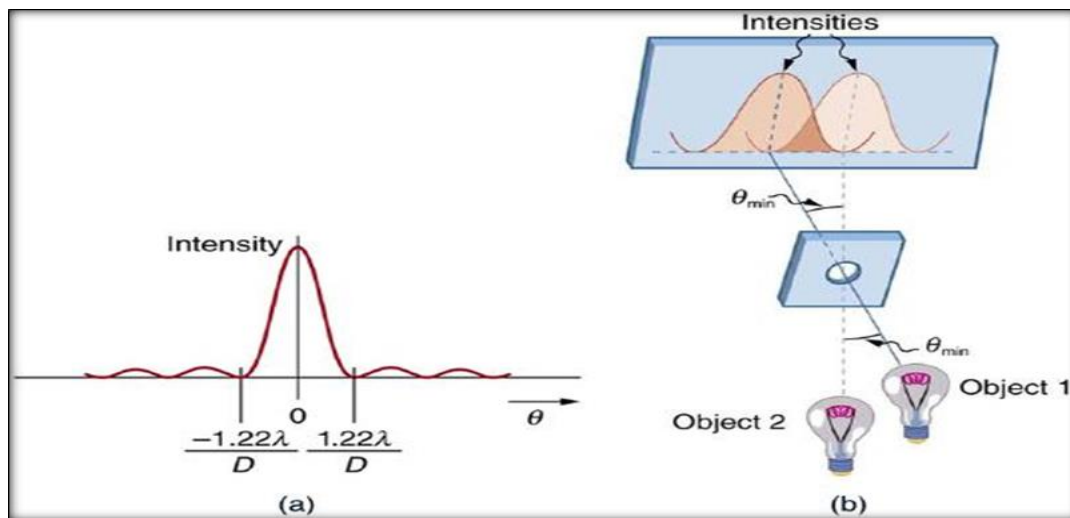 Intensities
θmin
Intensity
θmin
Object 1
Object 2
0
θ
−1.22λ
D
1.22λ
D
(a)
(b)